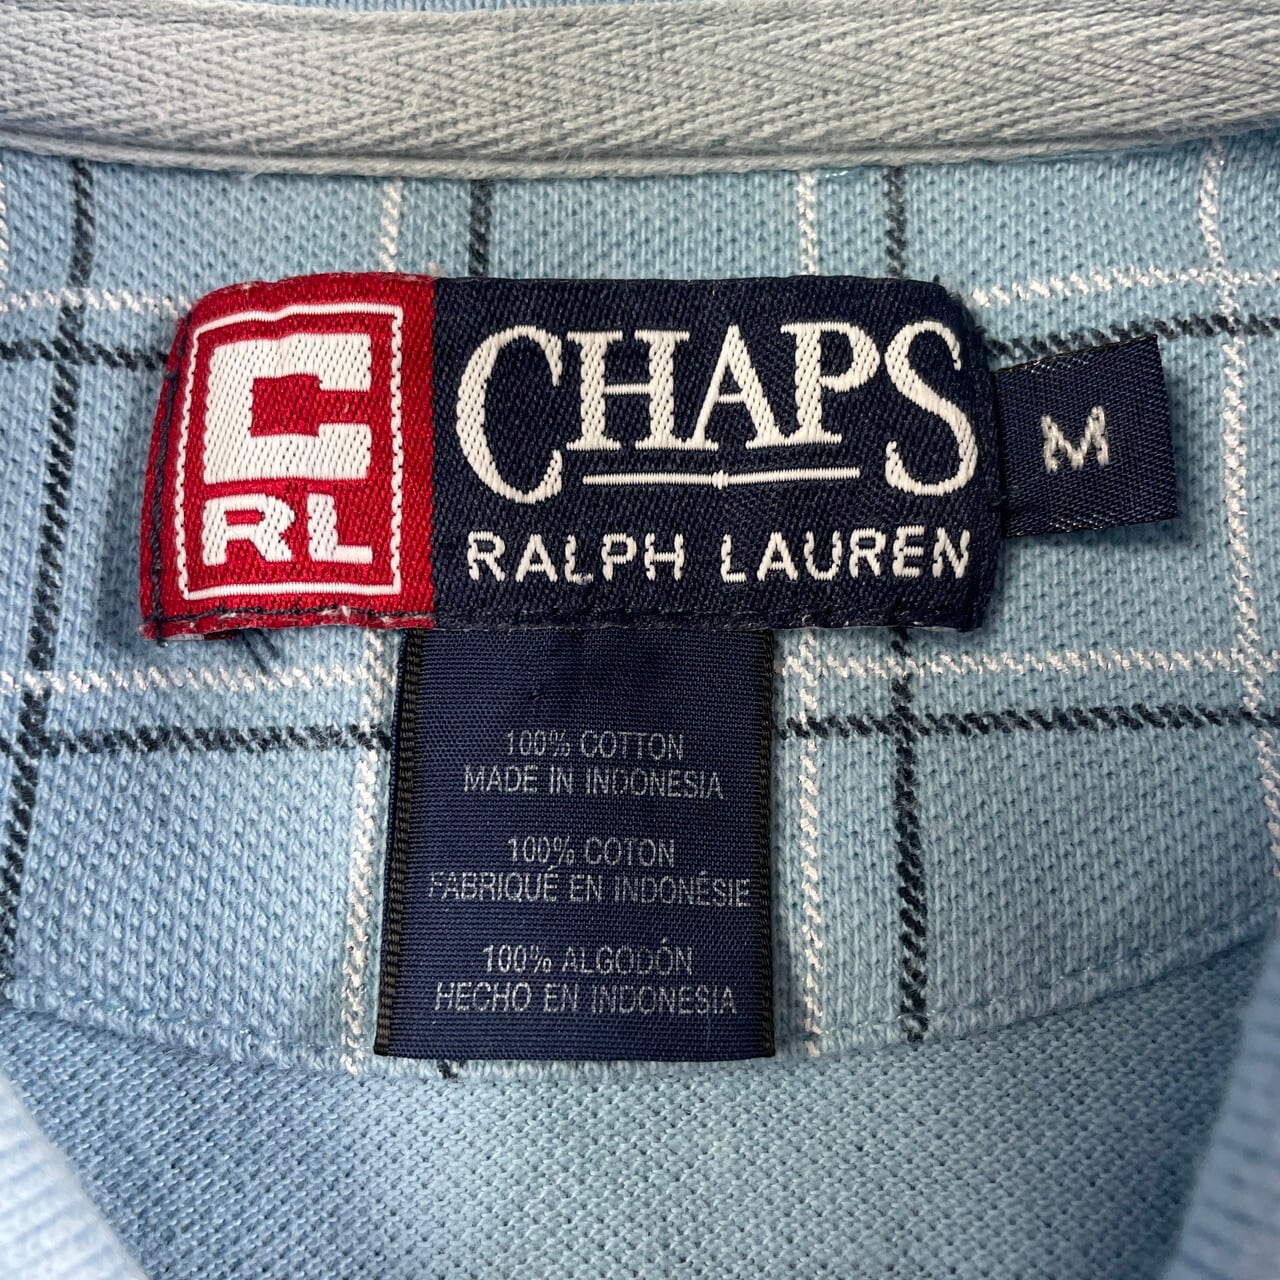 C
RL
CHAPS
RALPH LAUREN
M
100% COTTON
MADE IN INDONESIA
100% COTON
FABRIQUÉ EN INDONÉSIE
100% ALGODÓN
HECHO EN INDONESIA